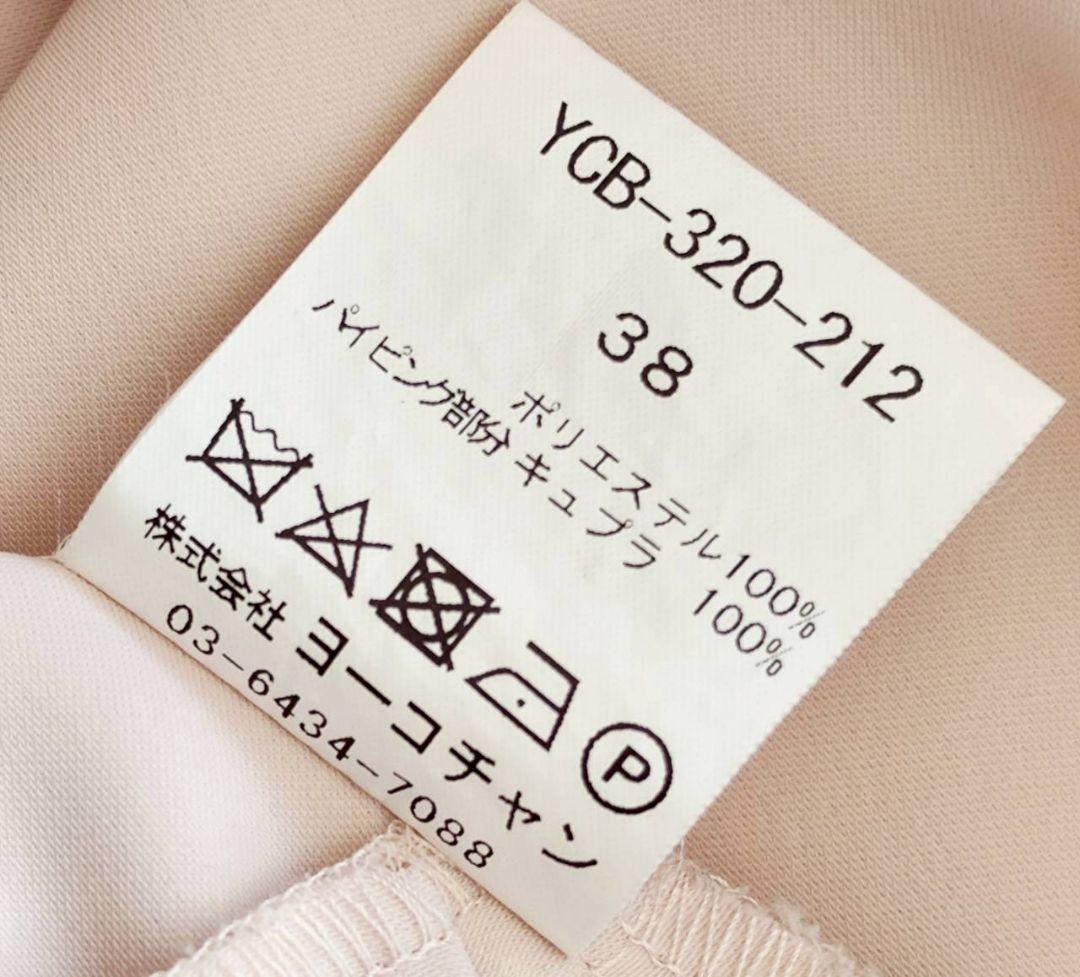 YCB-320-212
38
ポリエステル100%
パイピング部分 キュプラ 100%
P
株式会社 ヨーコチャン
03-6434-7088